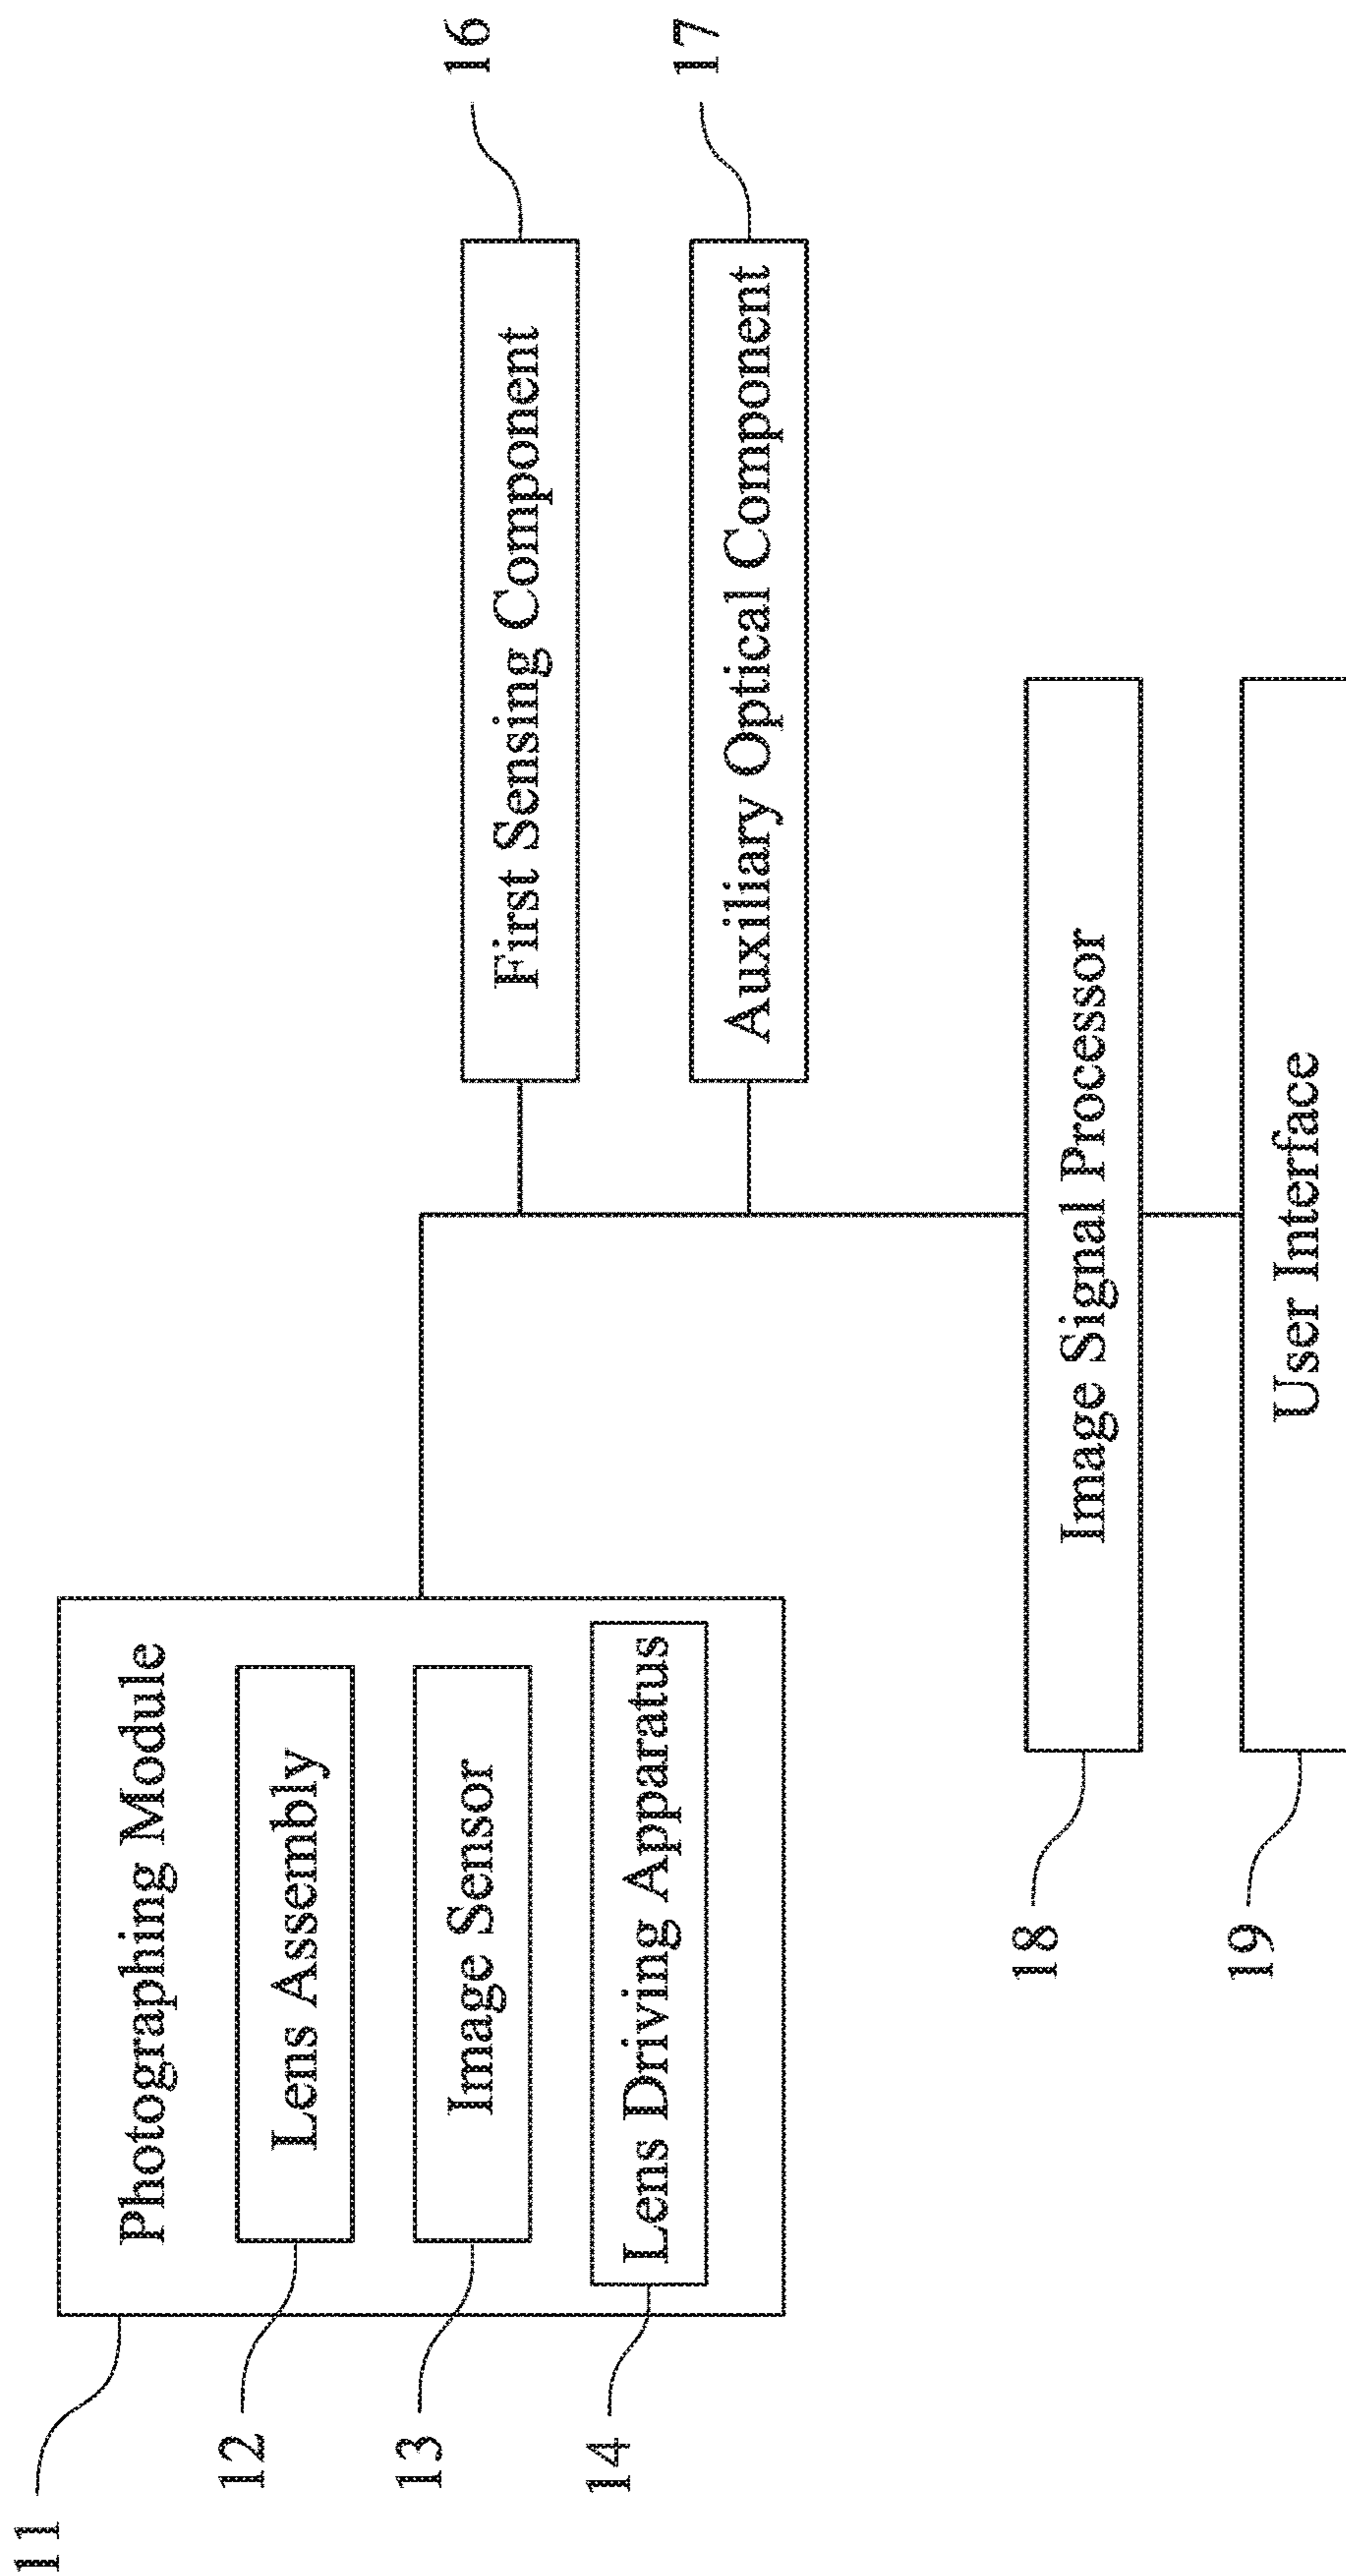 11
Photographing Module
12
Lens Assembly
13
Image Sensor
14
Lens Driving Apparatus
First Sensing Component
16
Auxiliary Optical Component
17
18
Image Signal Processor
19
User Interface